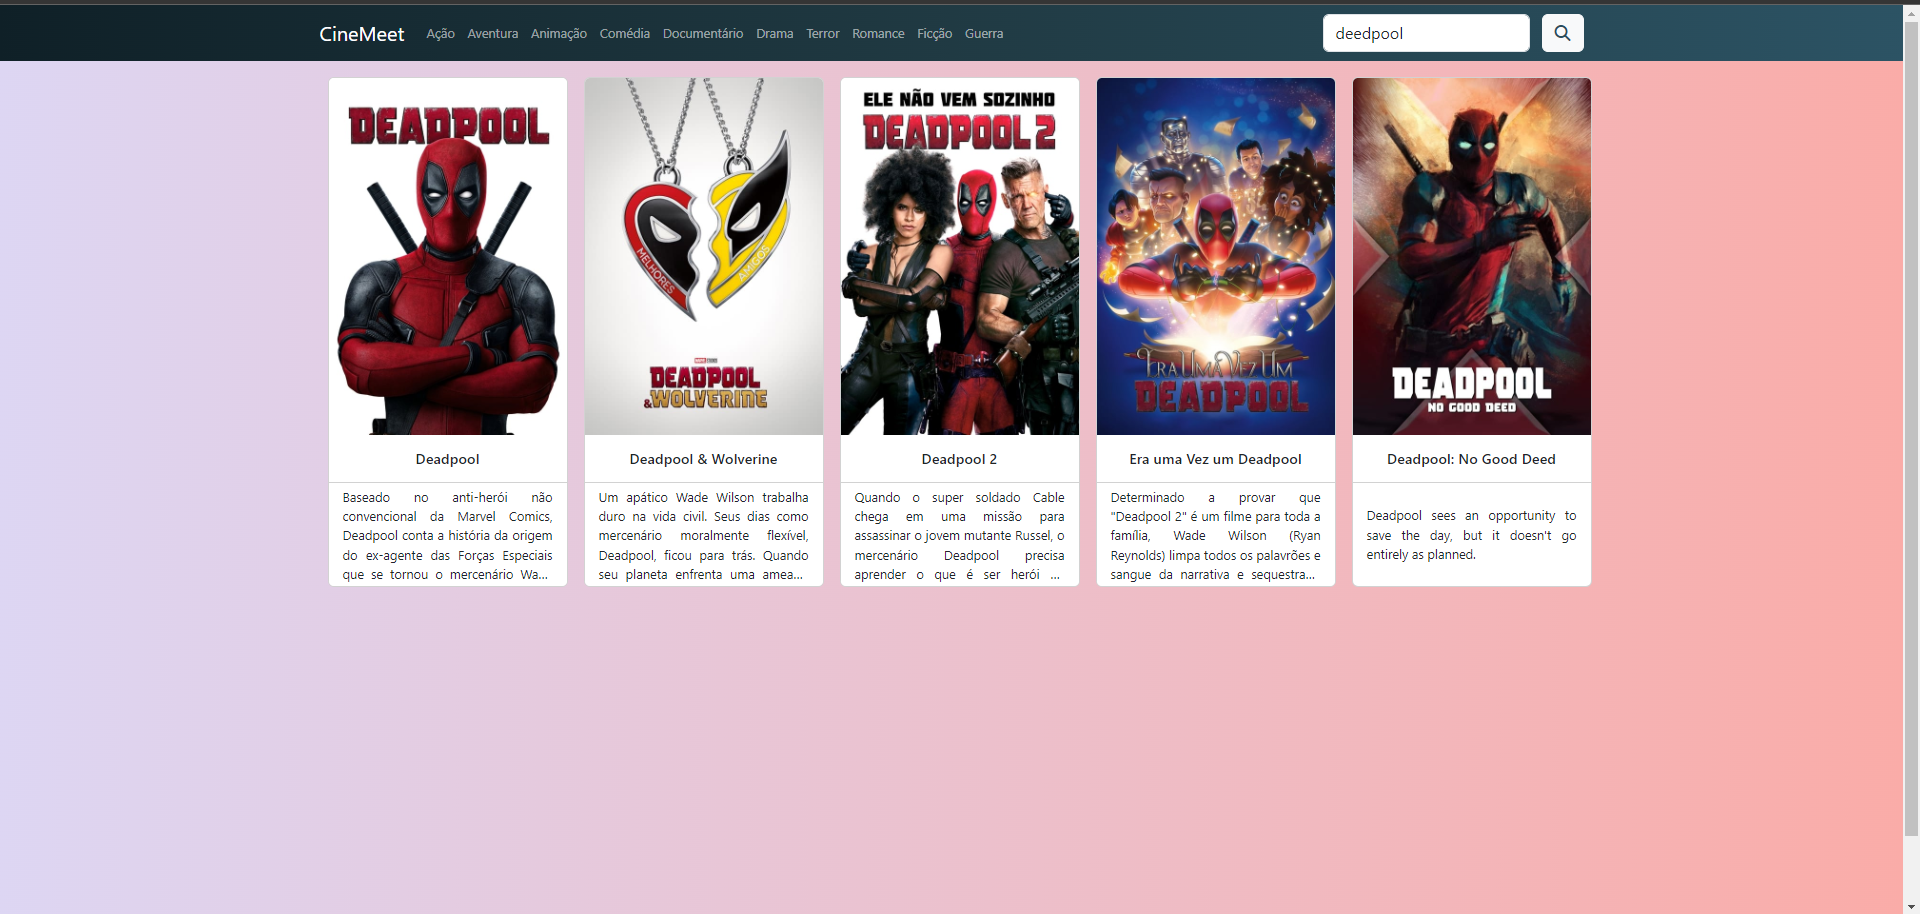 CineMeet Ação Aventura Animação Comédia Documentário Drama Terror Romance Ficção Guerra deedpool
DEADPOOL
Deadpool
Baseado no anti-herói não
convencional da Marvel Comics,
Deadpool conta a história da origem
do ex-agente das Forças Especiais
que se tornou o mercenário Wa...
MELHORES
AMIGOS
MARVEL STUDIOS
DEADPOOL
&WOLVERINE
Deadpool & Wolverine
Um apático Wade Wilson trabalha
duro na vida civil. Seus dias como
mercenário moralmente flexível,
Deadpool, ficou para trás. Quando
seu planeta enfrenta uma amea...
ELE NÃO VEM SOZINHO
DEADPOOL 2
Deadpool 2
Quando o super soldado Cable
chega em uma missão para
assassinar o jovem mutante Russel, o
mercenário Deadpool precisa
aprender o que é ser herói ...
ERA UMA VEZ UM
DEADPOOL
Era uma Vez um Deadpool
Determinado a provar que
"Deadpool 2" é um filme para toda a
família, Wade Wilson (Ryan
Reynolds) limpa todos os palavrões e
sangue da narrativa e sequestra...
DEADPOOL
NO GOOD DEED
Deadpool: No Good Deed
Deadpool sees an opportunity to
save the day, but it doesn't go
entirely as planned.